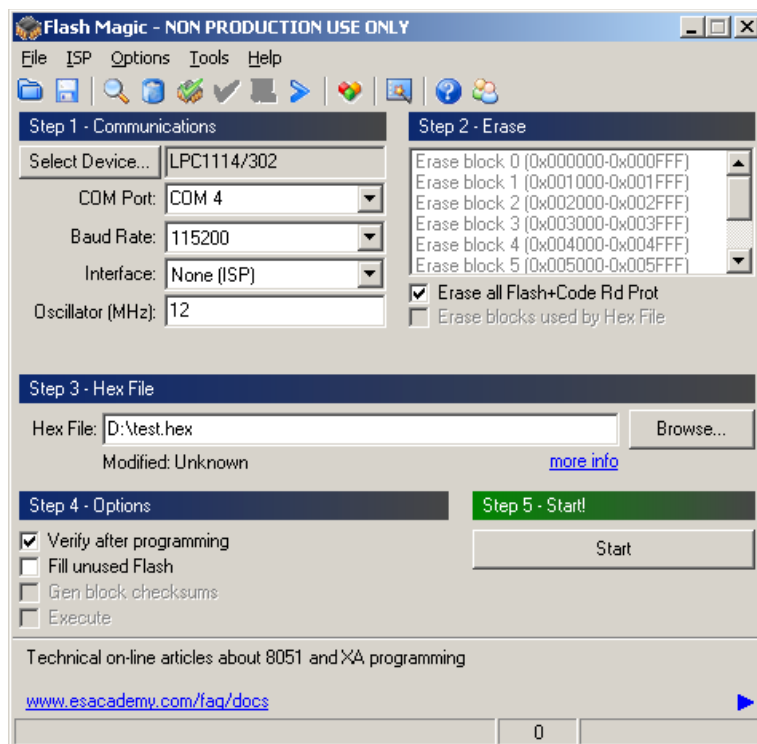 Flash Magic - NON PRODUCTION USE ONLY
File ISP Options Tools Help
Step 1 - Communications
Select Device... LPC1114/302
COM Port: COM 4
Baud Rate: 115200
Interface: None (ISP)
Oscillator (MHz): 12
Step 2 - Erase
Erase block 0 (0x000000-0x000FFF)
Erase block 1 (0x001000-0x001FFF)
Erase block 2 (0x002000-0x002FFF)
Erase block 3 (0x003000-0x003FFF)
Erase block 4 (0x004000-0x004FFF)
Erase block 5 (0x005000-0x005FFF)
Erase all Flash+Code Rd Prot
Erase blocks used by Hex File
Step 3 - Hex File
Hex File: D:\test.hex Browse...
Modified: Unknown more info
Step 4 - Options
Verify after programming
Fill unused Flash
Gen block checksums
Execute
Step 5 - Start!
Start
Technical on-line articles about 8051 and XA programming
www.esacademy.com/faq/docs
0